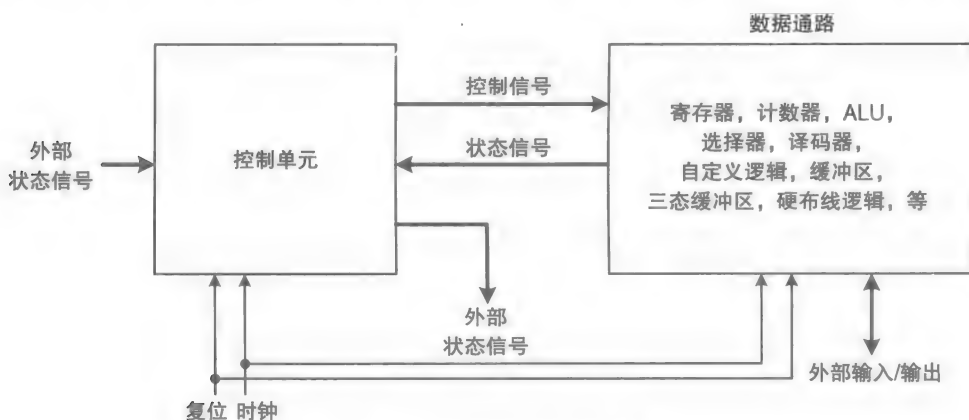 数据通路
控制信号
寄存器，计数器，ALU，
选择器，译码器，
自定义逻辑，缓冲区，
三态缓冲区，硬布线逻辑，等
外部
状态信号
控制单元
状态信号
外部
状态信号
外部输入/输出
复位 时钟